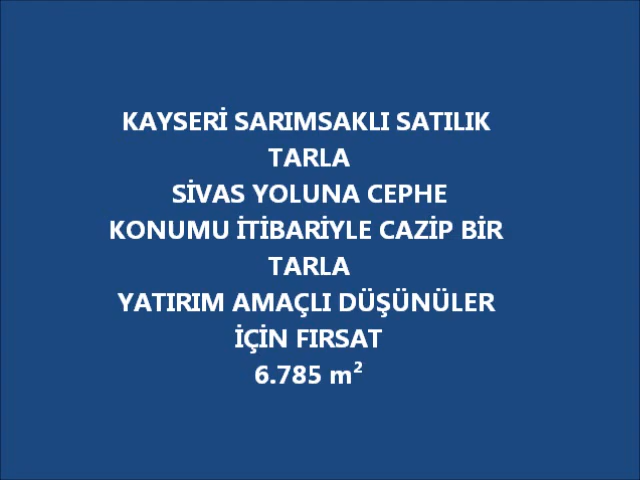 KAYSERİ SARIMSAKLI SATILIK
TARLA
SİVAS YOLUNA CEPHE
KONUMU İTİBARİYLE CAZİP BİR
TARLA
YATIRIM AMAÇLI DÜŞÜNÜLER
İÇİN FIRSAT
6.785 m²